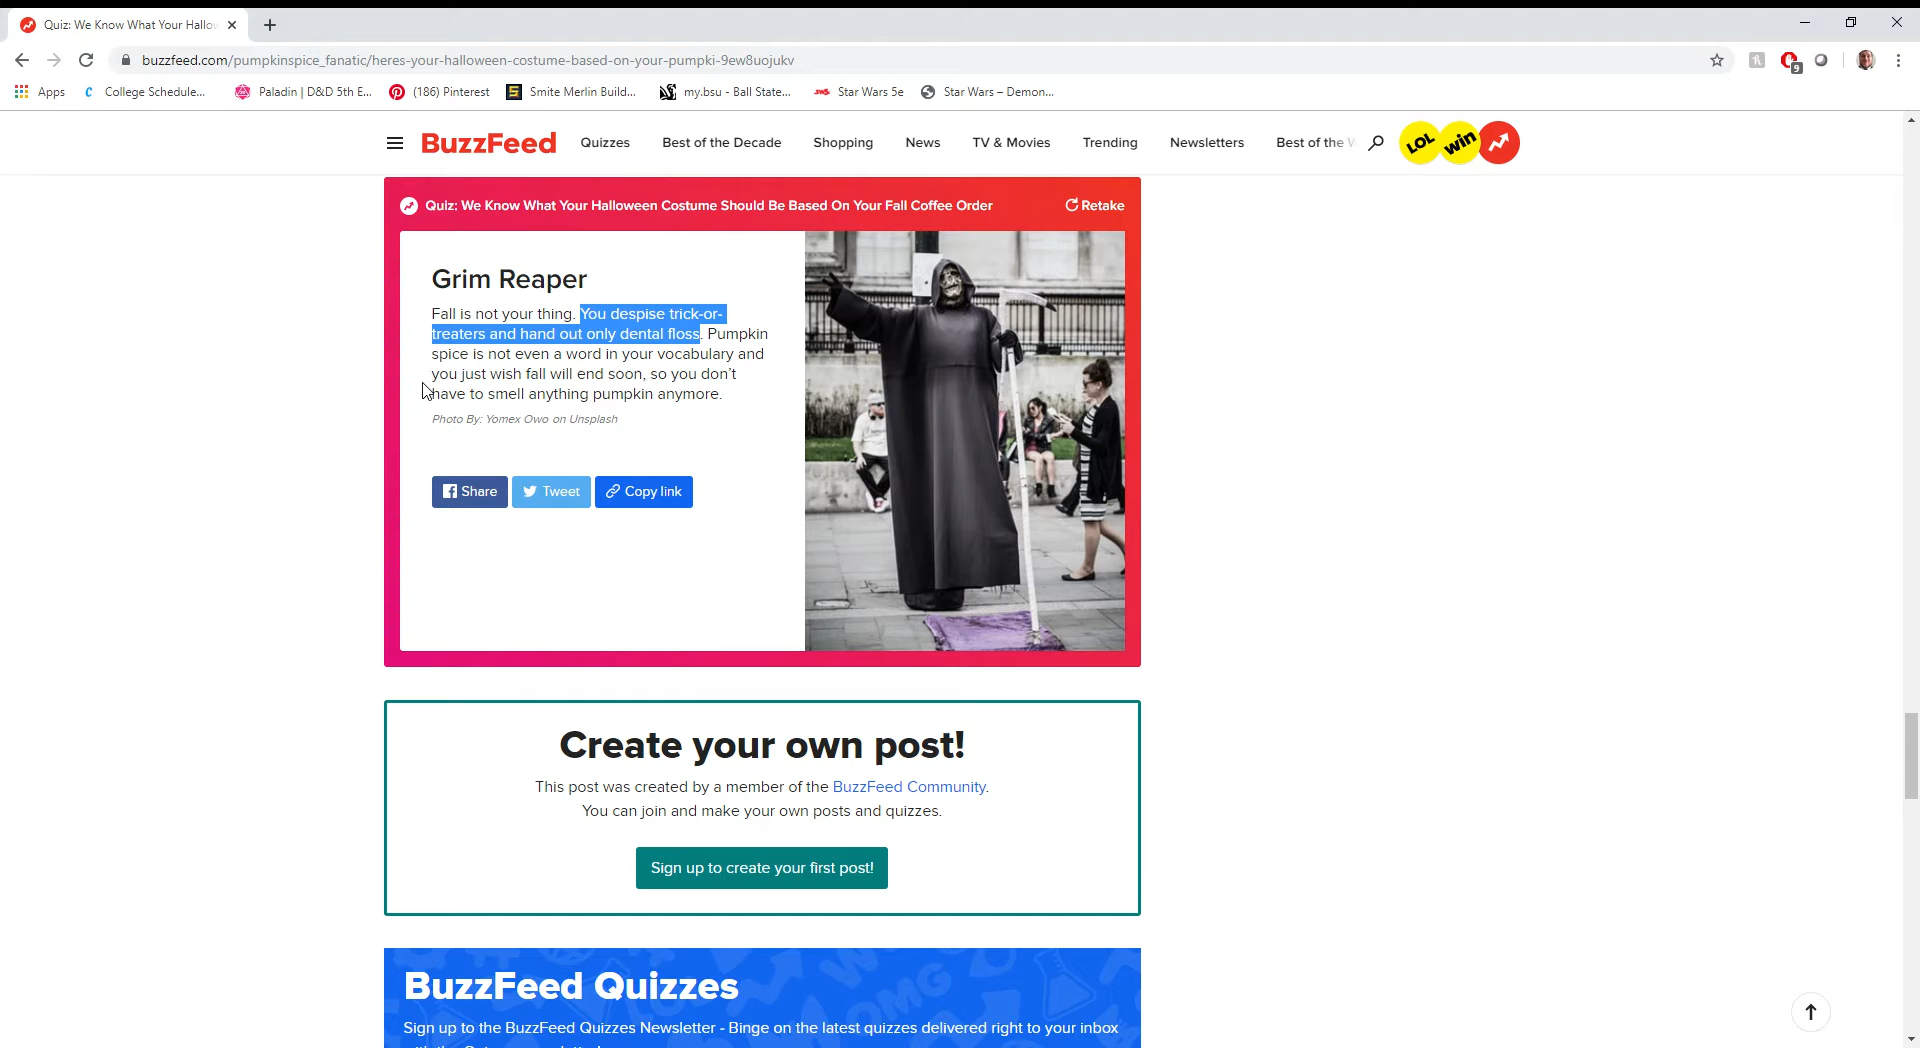 Quiz: We Know What Your Hallov
buzzfeed.com/pumpkinspice_fanatic/heres-your-halloween-costume-based-on-your-pumpki-9ew8uojukv
9
Apps College Schedule... Paladin | D&D 5th E... (186) Pinterest Smite Merlin Build... my.bsu - Ball State... Star Wars 5e Star Wars – Demon...
BuzzFeed Quizzes Best of the Decade Shopping News TV & Movies Trending Newsletters Best of the W LOL win
Quiz: We Know What Your Halloween Costume Should Be Based On Your Fall Coffee Order Retake
Grim Reaper
Fall is not your thing. You despise trick-or-
treaters and hand out only dental floss. Pumpkin
spice is not even a word in your vocabulary and
you just wish fall will end soon, so you don't
have to smell anything pumpkin anymore.
Photo By: Yomex Owo on Unsplash
Share Tweet Copy link
Create your own post!
This post was created by a member of the BuzzFeed Community.
You can join and make your own posts and quizzes.
Sign up to create your first post!
BuzzFeed Quizzes
Sign up to the BuzzFeed Quizzes Newsletter - Binge on the latest quizzes delivered right to your inbox